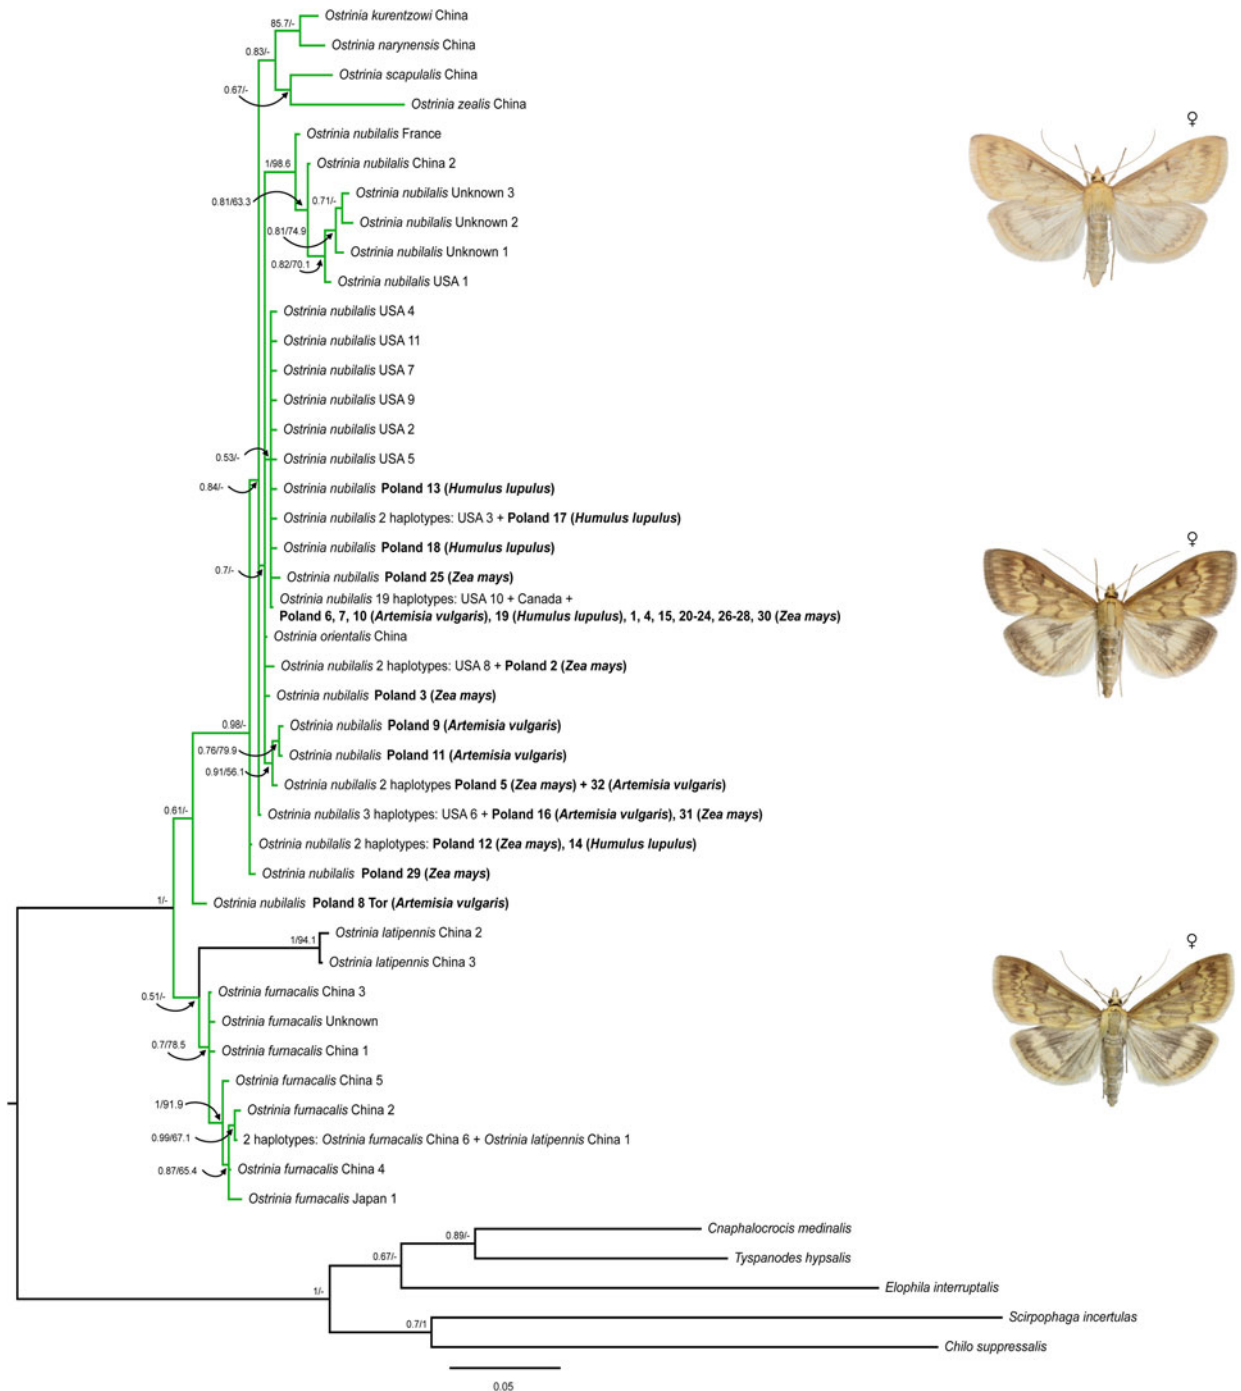 Ostrinia kurentzowi China
85.7/-
Ostrinia narynensis China
0.83/-
Ostrinia scapulalis China
0.67/-
Ostrinia zealis China
♀
Ostrinia nubilalis France
1/98.6
Ostrinia nubilalis China 2
Ostrinia nubilalis Unknown 3
0.81/63.3
0.71/-
Ostrinia nubilalis Unknown 2
0.81/74.9
Ostrinia nubilalis Unknown 1
0.82/70.1
Ostrinia nubilalis USA 1
Ostrinia nubilalis USA 4
Ostrinia nubilalis USA 11
Ostrinia nubilalis USA 7
Ostrinia nubilalis USA 9
Ostrinia nubilalis USA 2
0.53/-
Ostrinia nubilalis USA 5
0.84/-
Ostrinia nubilalis Poland 13 (Humulus lupulus)
Ostrinia nubilalis 2 haplotypes: USA 3 + Poland 17 (Humulus lupulus)
♀
Ostrinia nubilalis Poland 18 (Humulus lupulus)
0.7/-
Ostrinia nubilalis Poland 25 (Zea mays)
Ostrinia nubilalis 19 haplotypes: USA 10 + Canada +
Poland 6, 7, 10 (Artemisia vulgaris), 19 (Humulus lupulus), 1, 4, 15, 20-24, 26-28, 30 (Zea mays)
Ostrinia orientalis China
Ostrinia nubilalis 2 haplotypes: USA 8 + Poland 2 (Zea mays)
Ostrinia nubilalis Poland 3 (Zea mays)
0.98/-
Ostrinia nubilalis Poland 9 (Artemisia vulgaris)
0.76/79.9
Ostrinia nubilalis Poland 11 (Artemisia vulgaris)
0.91/56.1
Ostrinia nubilalis 2 haplotypes Poland 5 (Zea mays) + 32 (Artemisia vulgaris)
0.61/-
Ostrinia nubilalis 3 haplotypes: USA 6 + Poland 16 (Artemisia vulgaris), 31 (Zea mays)
Ostrinia nubilalis 2 haplotypes: Poland 12 (Zea mays), 14 (Humulus lupulus)
Ostrinia nubilalis Poland 29 (Zea mays)
1/-
Ostrinia nubilalis Poland 8 Tor (Artemisia vulgaris)
Ostrinia latipennis China 2
1/94.1
♀
Ostrinia latipennis China 3
Ostrinia furnacalis China 3
0.51/-
Ostrinia furnacalis Unknown
0.7/78.5
Ostrinia furnacalis China 1
Ostrinia furnacalis China 5
1/91.9
Ostrinia furnacalis China 2
0.99/67.1
2 haplotypes: Ostrinia furnacalis China 6 + Ostrinia latipennis China 1
0.87/65.4
Ostrinia furnacalis China 4
Ostrinia furnacalis Japan 1
Cnaphalocrocis medinalis
0.89/-
Tyspanodes hypsalis
0.67/-
Elophila interruptalis
1/-
Scirpophaga incertulas
0.7/1
Chilo suppressalis
0.05